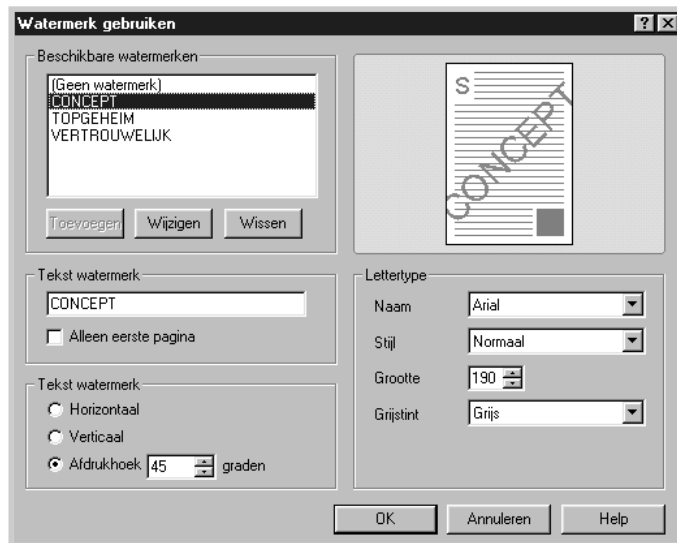 Watermerk gebruiken
Beschikbare watermerken
(Geen watermerk)
CONCEPT
TOPGEHEIM
VERTROUWELIJK
Toevoegen Wijzigen Wissen
S
CONCEPT
Tekst watermerk
CONCEPT
Alleen eerste pagina
Tekst watermerk
Horizontaal
Verticaal
Afdrukhoek 45 graden
Lettertype
Naam Arial
Stijl Normaal
Grootte 190
Grijstint Grijs
OK Annuleren Help